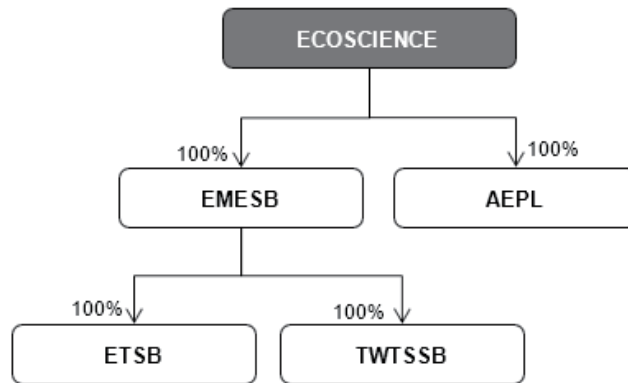 ECOSCIENCE
100%
100%
EMESB
AEPL
100%
100%
ETSB
TWTSSB